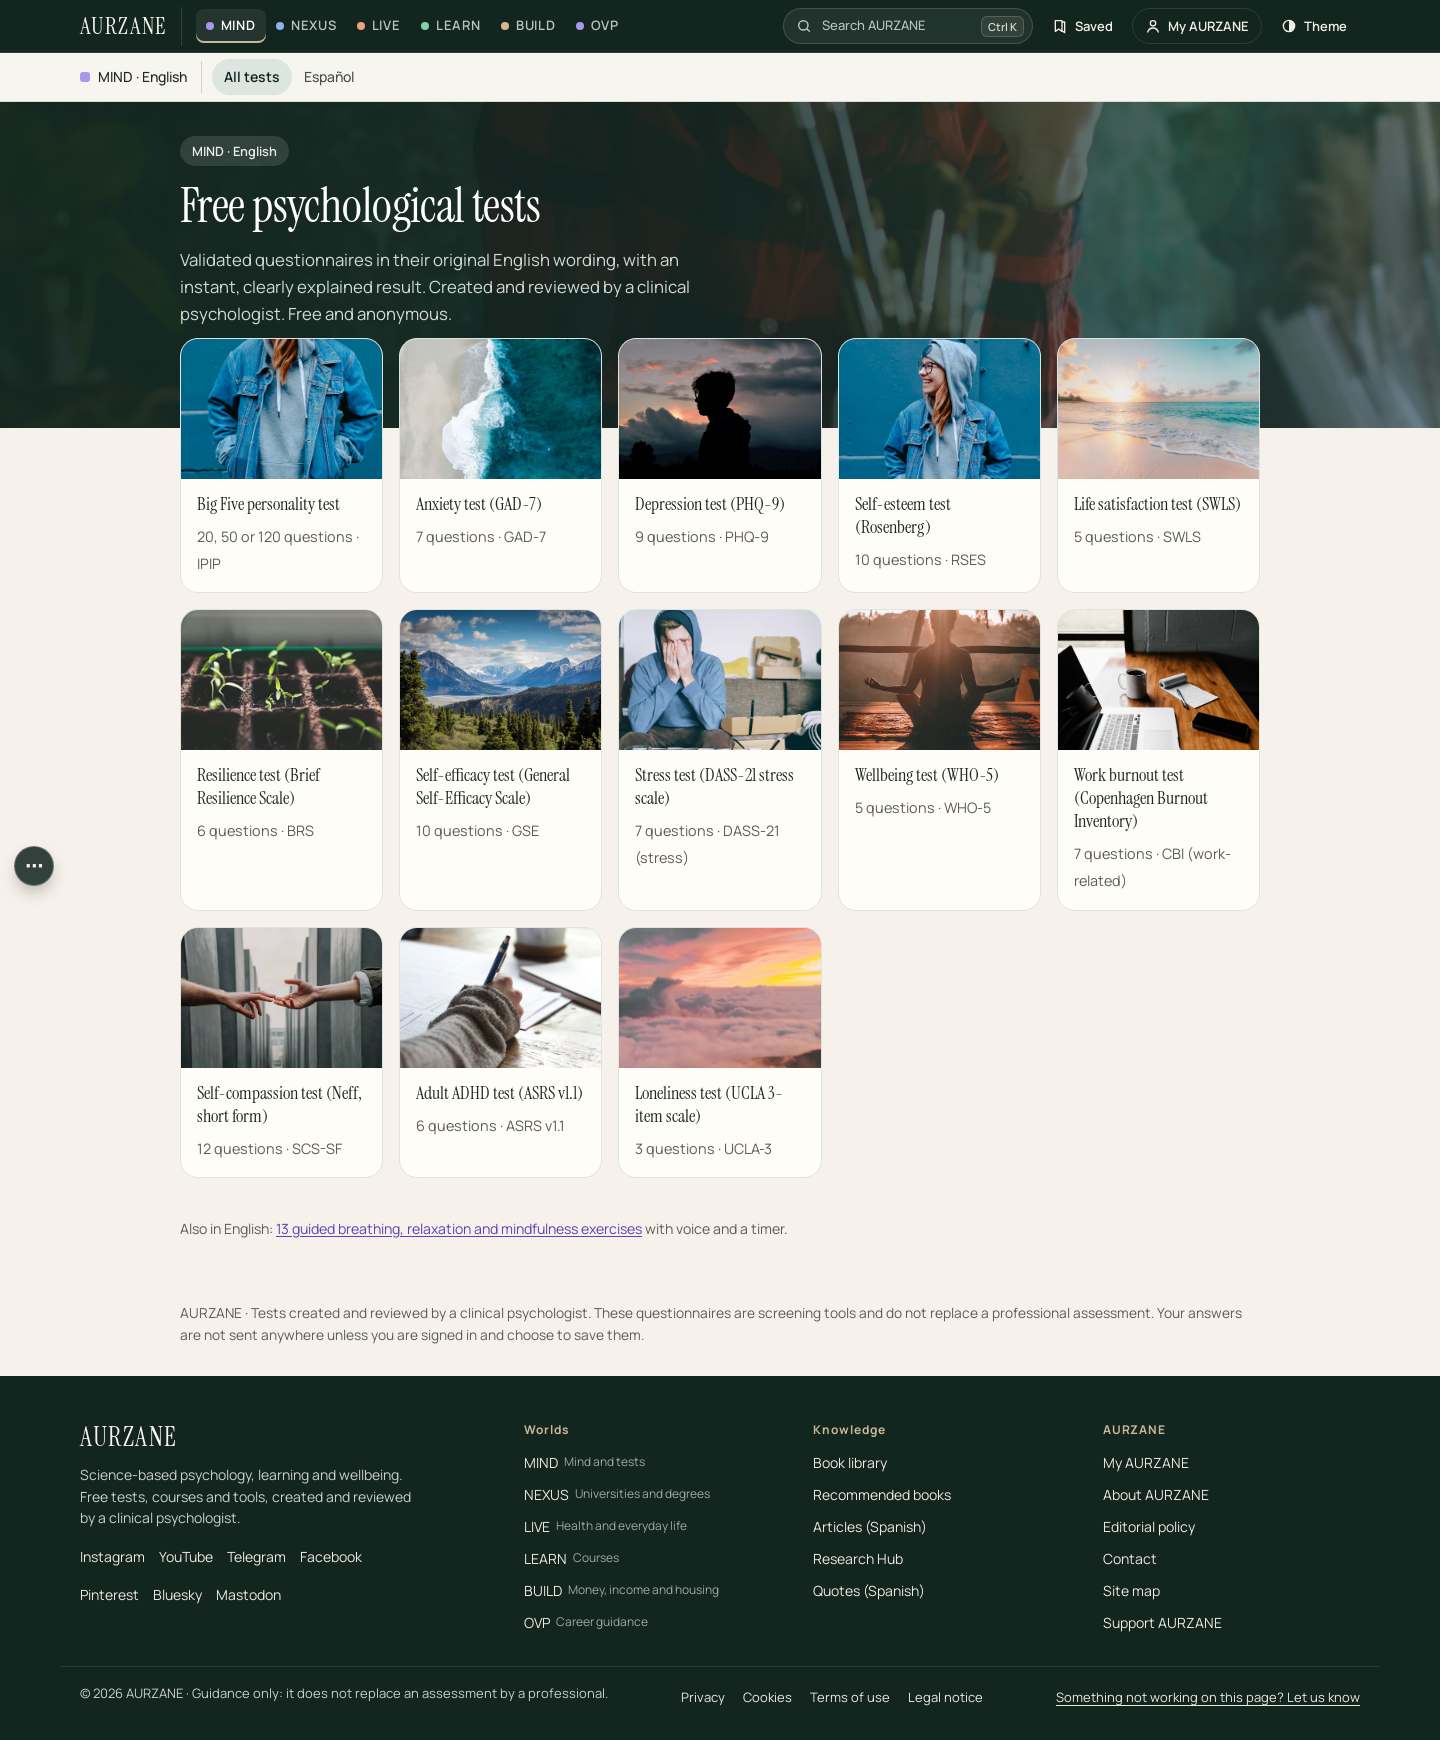 AURZANE
MIND
NEXUS
LIVE
LEARN
BUILD
OVP
Search AURZANE
Ctrl K
Saved
My AURZANE
Theme
MIND · English
All tests
Español
MIND · English
Free psychological tests
Validated questionnaires in their original English wording, with an
instant, clearly explained result. Created and reviewed by a clinical
psychologist. Free and anonymous.
Big Five personality test
20, 50 or 120 questions ·
IPIP
Anxiety test (GAD-7)
7 questions · GAD-7
Depression test (PHQ-9)
9 questions · PHQ-9
Self-esteem test
(Rosenberg)
10 questions · RSES
Life satisfaction test (SWLS)
5 questions · SWLS
Resilience test (Brief
Resilience Scale)
6 questions · BRS
Self-efficacy test (General
Self-Efficacy Scale)
10 questions · GSE
Stress test (DASS-21 stress
scale)
7 questions · DASS-21
(stress)
Wellbeing test (WHO-5)
5 questions · WHO-5
Work burnout test
(Copenhagen Burnout
Inventory)
7 questions · CBI (work-
related)
Self-compassion test (Neff,
short form)
12 questions · SCS-SF
Adult ADHD test (ASRS v1.1)
6 questions · ASRS v1.1
Loneliness test (UCLA 3-
item scale)
3 questions · UCLA-3
Also in English: 13 guided breathing, relaxation and mindfulness exercises with voice and a timer.
AURZANE · Tests created and reviewed by a clinical psychologist. These questionnaires are screening tools and do not replace a professional assessment. Your answers
are not sent anywhere unless you are signed in and choose to save them.
AURZANE
Science-based psychology, learning and wellbeing.
Free tests, courses and tools, created and reviewed
by a clinical psychologist.
Instagram YouTube Telegram Facebook
Pinterest Bluesky Mastodon
Worlds
MIND Mind and tests
NEXUS Universities and degrees
LIVE Health and everyday life
LEARN Courses
BUILD Money, income and housing
OVP Career guidance
Knowledge
Book library
Recommended books
Articles (Spanish)
Research Hub
Quotes (Spanish)
AURZANE
My AURZANE
About AURZANE
Editorial policy
Contact
Site map
Support AURZANE
© 2026 AURZANE · Guidance only: it does not replace an assessment by a professional.
Privacy Cookies Terms of use Legal notice
Something not working on this page? Let us know